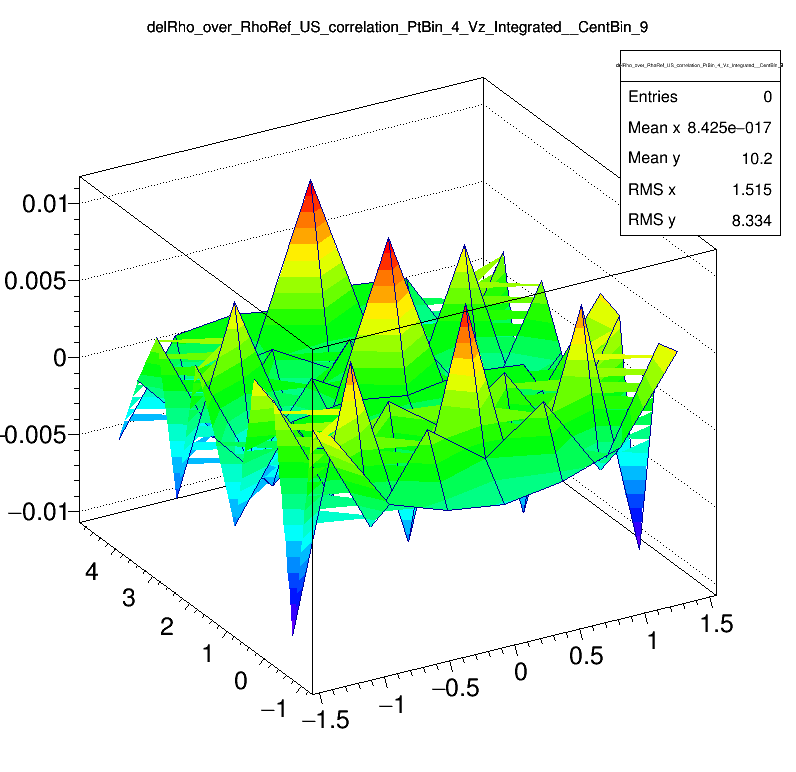 delRho_over_RhoRef_US_correlation_PtBin_4_Vz_Integrated__CentBin_9
delRho_over_RhoRef_US_correlation_PtBin_4_Vz_Integrated__CentBin_9
Entries 0
Mean x 8.425e−017
Mean y 10.2
RMS x 1.515
RMS y 8.334
0.01
0.005
0
−0.005
−0.01
4
3
2
1
0
−1
−1.5
−1
−0.5
0
0.5
1
1.5